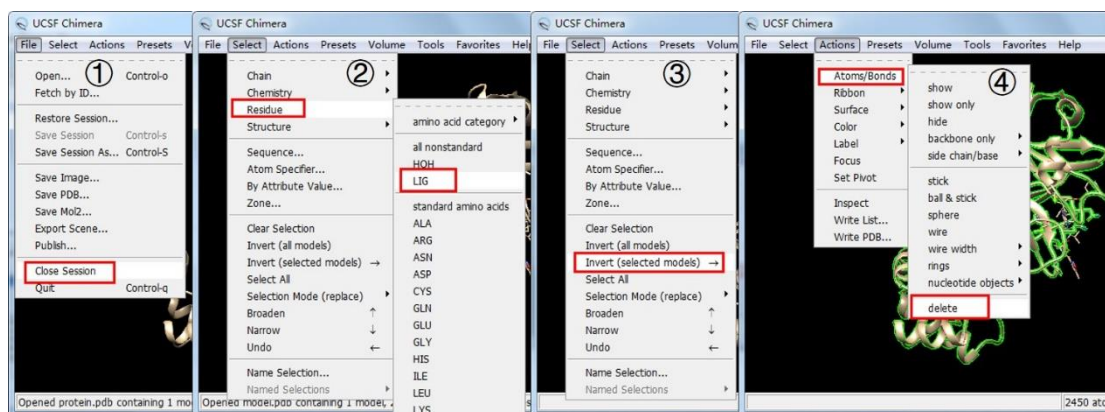 UCSF Chimera
File Select Actions Presets V
①
Open... Control-o
Fetch by ID...
Restore Session...
Save Session Control-s
Save Session As... Control-S
Save Image...
Save PDB...
Save Mol2...
Export Scene...
Publish...
Close Session
Quit Control-q
Opened protein.pdb containing 1 mo
UCSF Chimera
File Select Actions Presets Volume Tools Favorites Hel
②
Chain
Chemistry
Residue
Structure
Sequence...
Atom Specifier...
By Attribute Value...
Zone...
Clear Selection
Invert (all models)
Invert (selected models) →
Select All
Selection Mode (replace)
Broaden ↑
Narrow ↓
Undo ←
Name Selection...
Named Selections
amino acid category
all nonstandard
HOH
LIG
standard amino acids
ALA
ARG
ASN
ASP
CYS
GLN
GLU
GLY
HIS
ILE
LEU
LYS
Opened model.pdb containing 1 model,
UCSF Chimera
File Select Actions Presets Volum
③
Chain
Chemistry
Residue
Structure
Sequence...
Atom Specifier...
By Attribute Value...
Zone...
Clear Selection
Invert (all models)
Invert (selected models) →
Select All
Selection Mode (replace)
Broaden ↑
Narrow ↓
Undo ←
Name Selection...
Named Selections
UCSF Chimera
File Select Actions Presets Volume Tools Favorites Help
④
Atoms/Bonds
Ribbon
Surface
Color
Label
Focus
Set Pivot
Inspect
Write List...
Write PDB...
show
show only
hide
backbone only
side chain/base
stick
ball & stick
sphere
wire
wire width
rings
nucleotide objects
delete
2450 ato